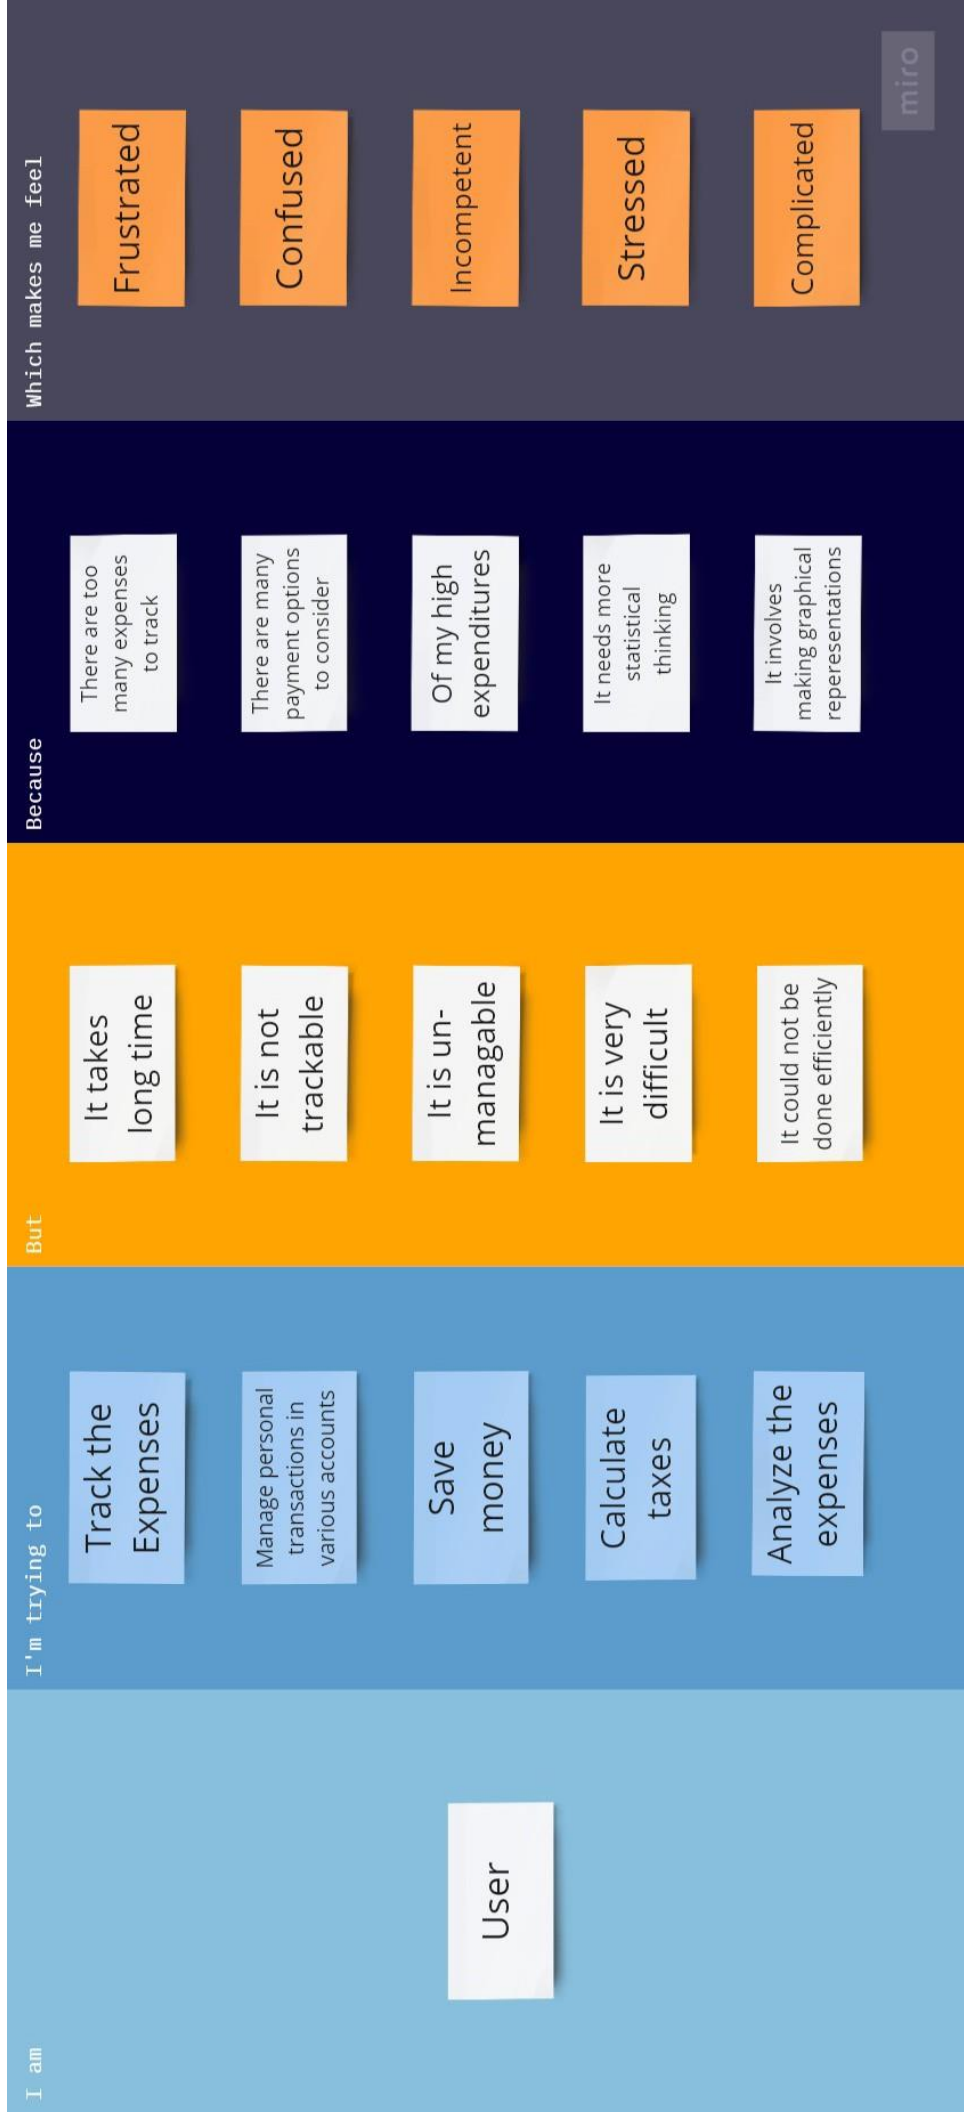 I am
User
I'm trying to
Track the
Expenses
Manage personal
transactions in
various accounts
Save
money
Calculate
taxes
Analyze the
expenses
But
It takes
long time
It is not
trackable
It is un-
managable
It is very
difficult
It could not be
done efficiently
Because
There are too
many expenses
to track
There are many
payment options
to consider
Of my high
expenditures
It needs more
statistical
thinking
It involves
making graphical
reperesentations
Which makes me feel
Frustrated
Confused
Incompetent
Stressed
Complicated
miro